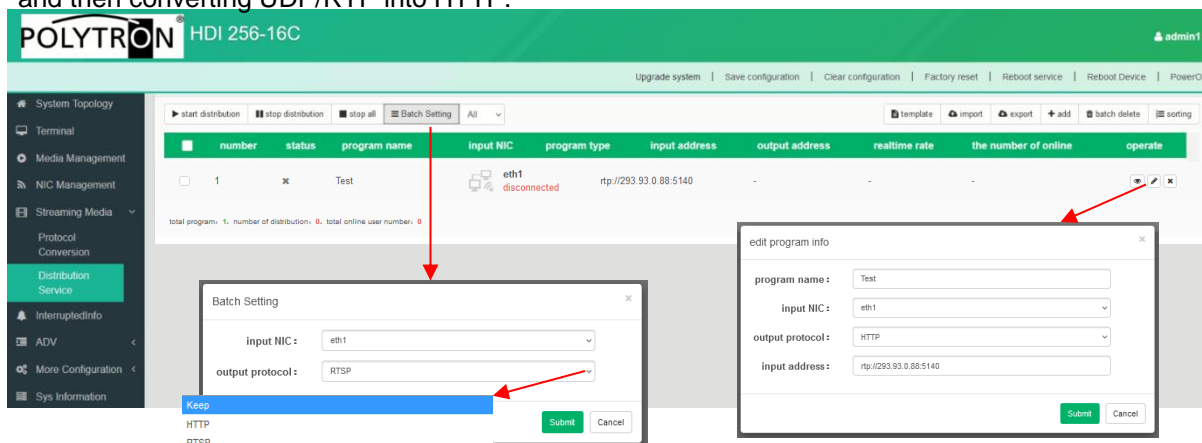 and then converting UDP/RTP into HTTP.
POLYTRON® HDI 256-16C
admin1
Upgrade system | Save configuration | Clear configuration | Factory reset | Reboot service | Reboot Device | PowerO
System Topology
Terminal
Media Management
NIC Management
Streaming Media
Protocol
Conversion
Distribution
Service
InterruptedInfo
ADV
More Configuration
Sys Information
start distribution stop distribution stop all Batch Setting All template import export add batch delete sorting
number status program name input NIC program type input address output address realtime rate the number of online operate
1 Test eth1 rtp://293.93.0.88:5140 - - -
disconnected
total program: 1, number of distribution: 0, total online user number: 0
Batch Setting
input NIC: eth1
output protocol: RTSP
Keep
HTTP
RTSP
Submit Cancel
edit program info
program name: Test
input NIC: eth1
output protocol: HTTP
input address: rtp://293.93.0.88:5140
Submit Cancel